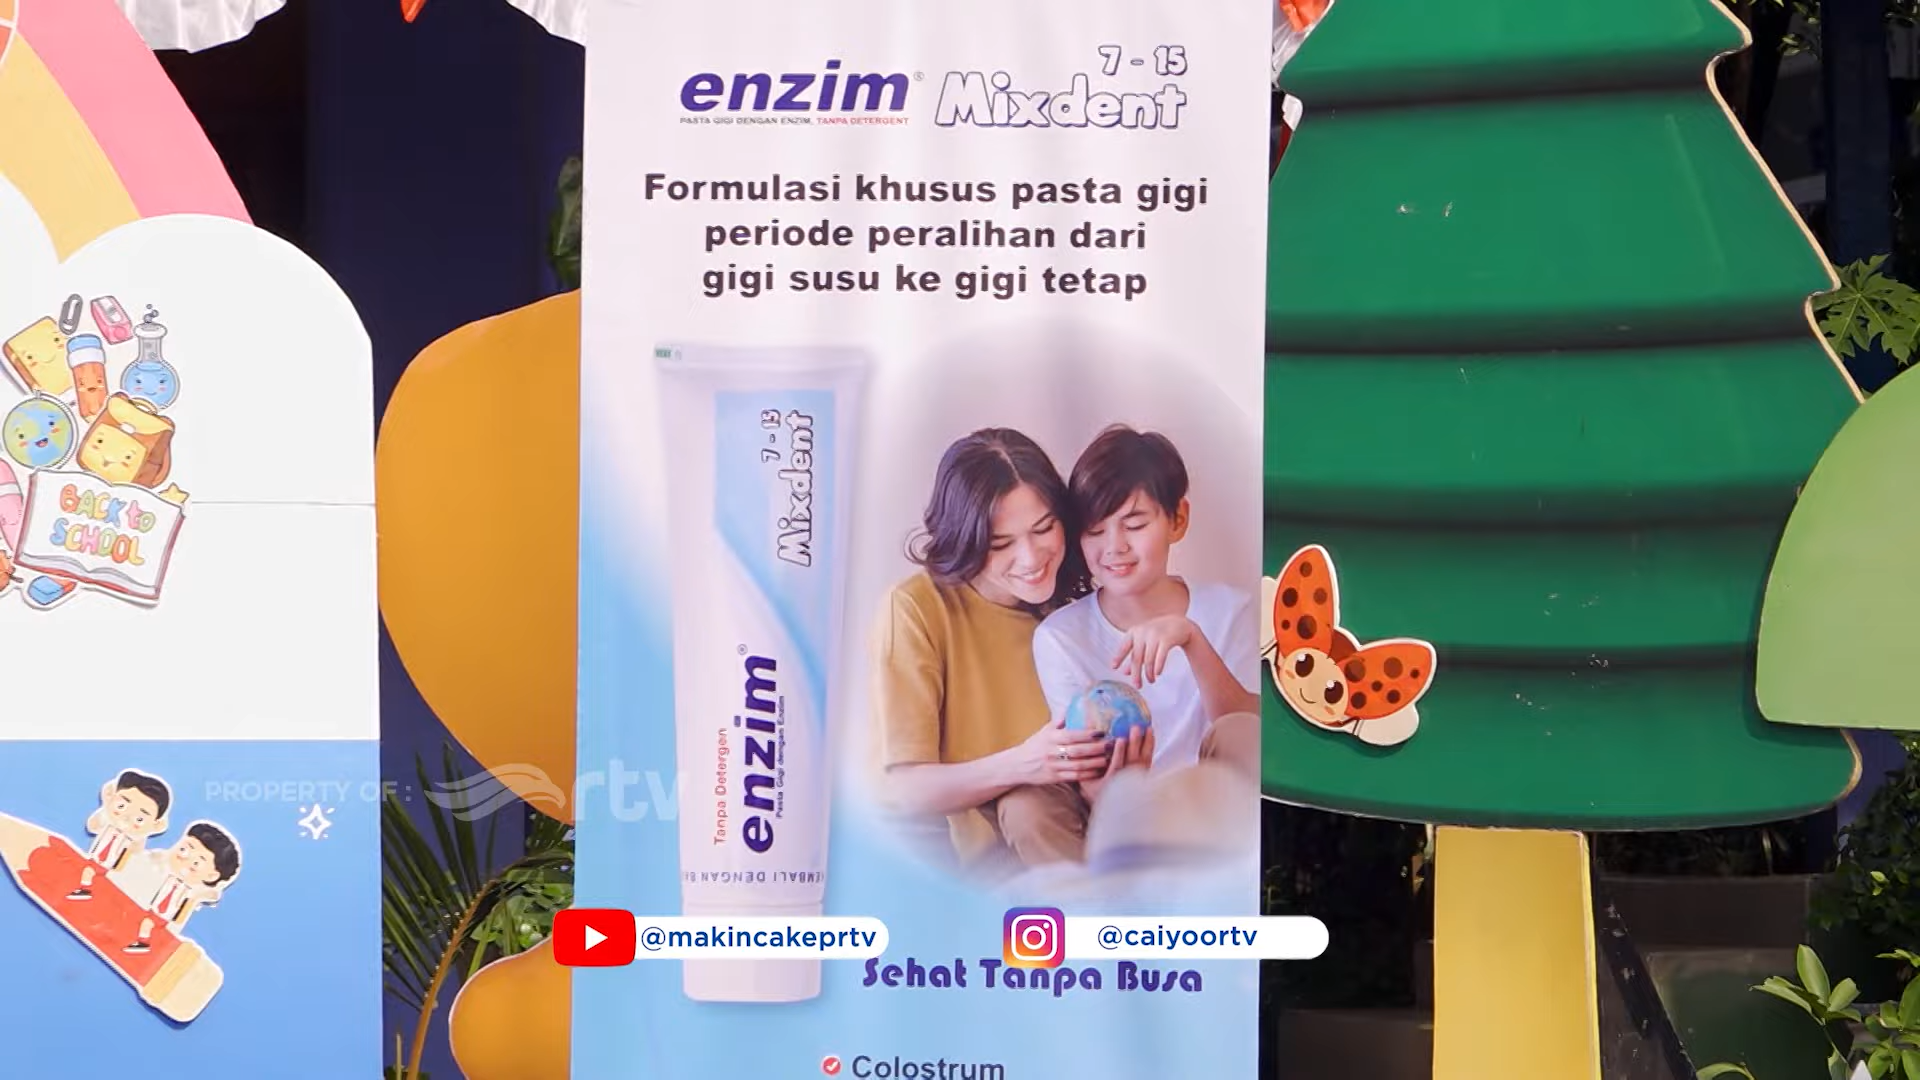 enzim®
PASTA GIGI DENGAN ENZIM, TANPA DETERGENT
7 - 15
Mixdent
Formulasi khusus pasta gigi
periode peralihan dari
gigi susu ke gigi tetap
7 - 15
Mixdent
enzim®
Pasta Gigi dengan Enzim
Tanpa Detergen
BACK to
SCHOOL
PROPERTY OF : rtv
@makincakeprtv
@caiyoortv
Sehat Tanpa Busa
Colostrum